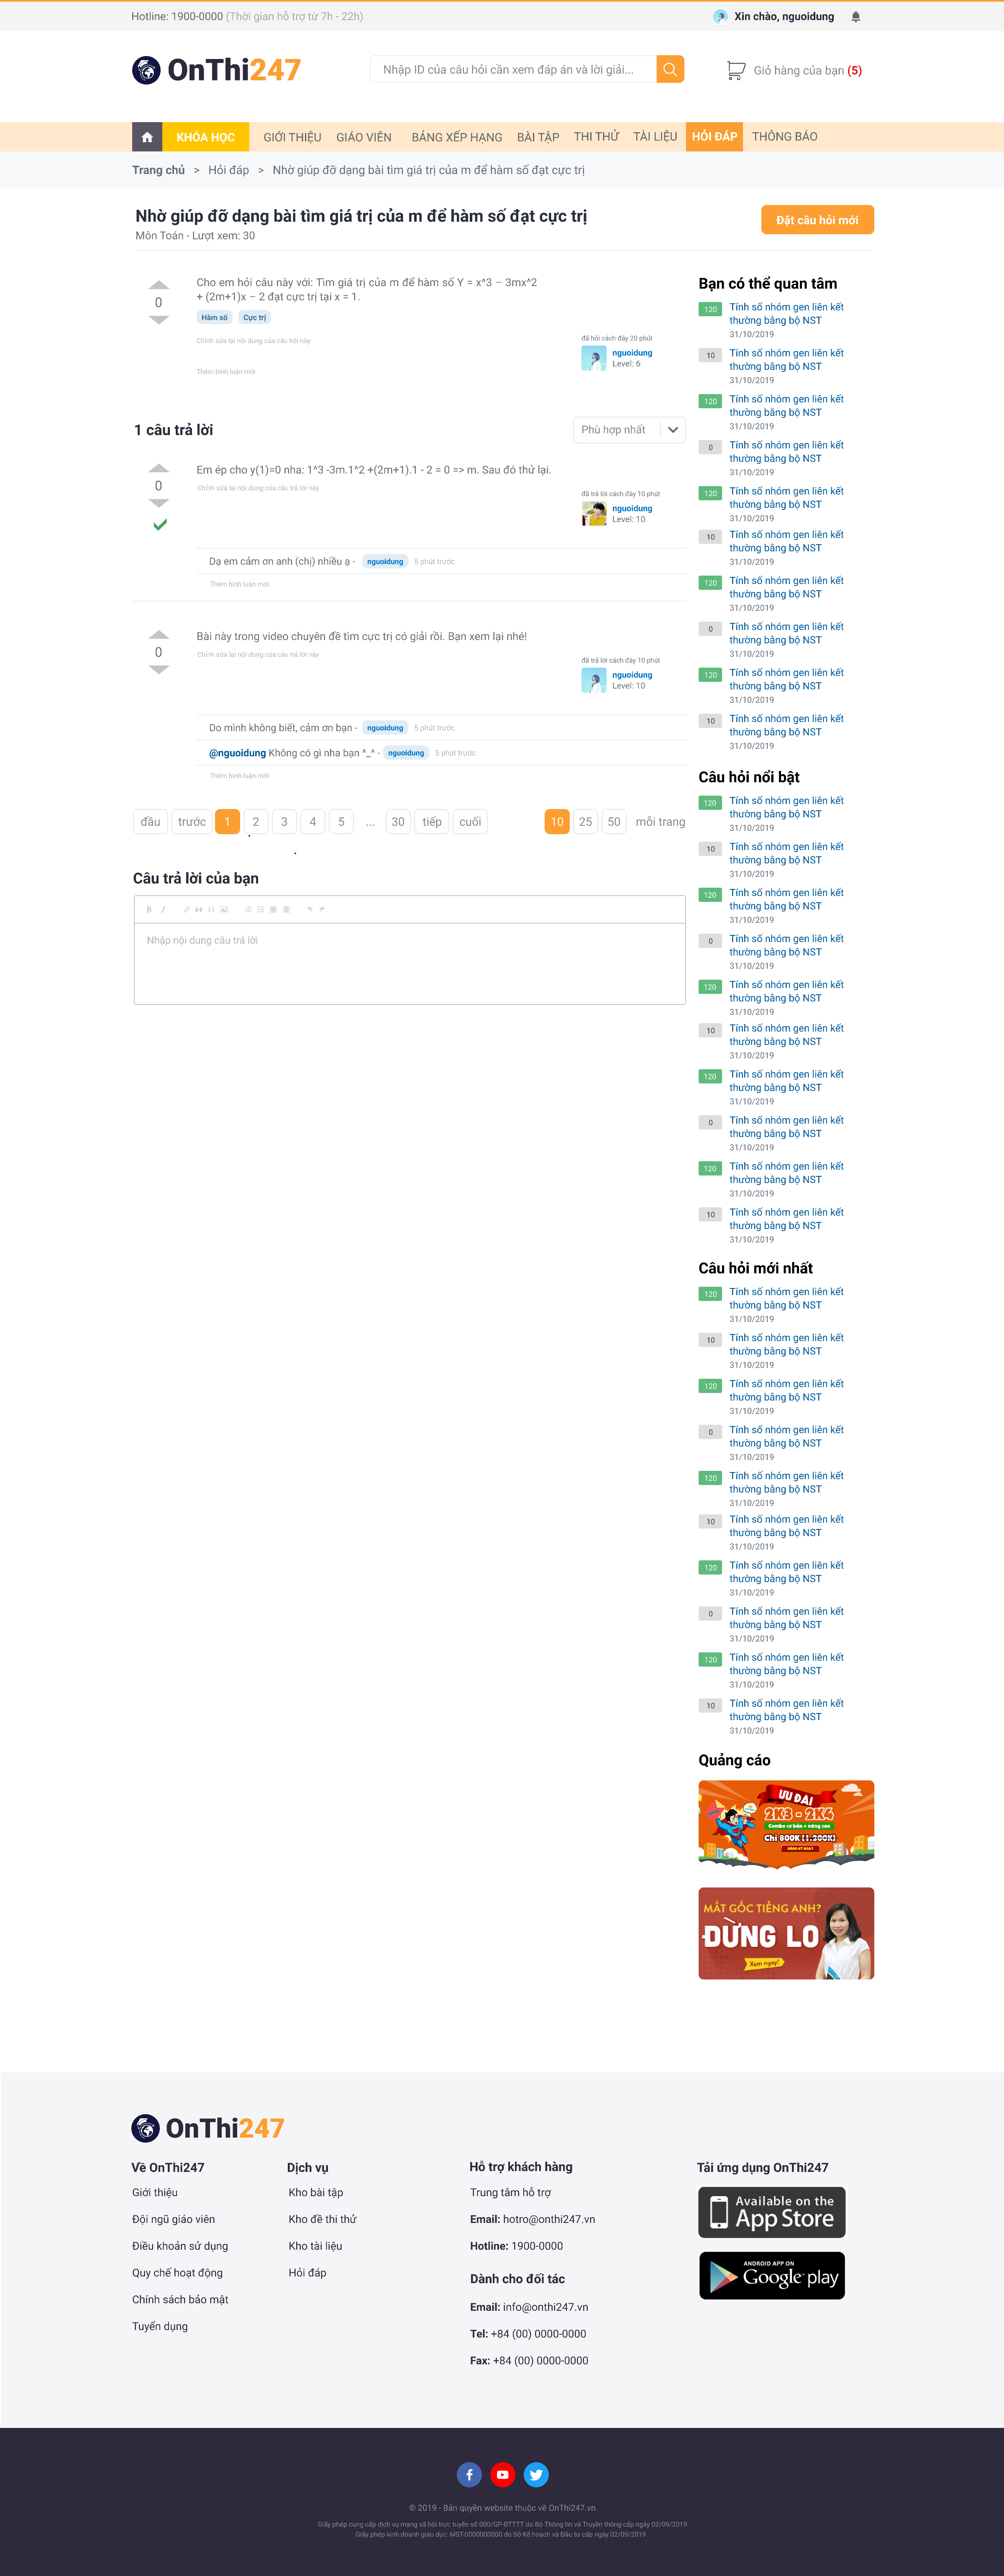 Hotline: 1900-0000 (Thời gian hỗ trợ từ 7h - 22h)
Xin chào, nguoidung
OnThi247
Nhập ID của câu hỏi cần xem đáp án và lời giải...
Giỏ hàng của bạn (5)
KHÓA HỌC GIỚI THIỆU GIÁO VIÊN BẢNG XẾP HẠNG BÀI TẬP THI THỬ TÀI LIỆU HỎI ĐÁP THÔNG BÁO
Trang chủ > Hỏi đáp > Nhờ giúp đỡ dạng bài tìm giá trị của m để hàm số đạt cực trị
Nhờ giúp đỡ dạng bài tìm giá trị của m để hàm số đạt cực trị
Môn Toán - Lượt xem: 30
Đặt câu hỏi mới
0
Cho em hỏi câu này với: Tìm giá trị của m để hàm số Y = x^3 – 3mx^2
+ (2m+1)x – 2 đạt cực trị tại x = 1.
Hàm số Cực trị
Chỉnh sửa lại nội dung của câu hỏi này
đã hỏi cách đây 20 phút
nguoidung
Level: 6
Thêm bình luận mới
1 câu trả lời
Phù hợp nhất
0
Em ép cho y(1)=0 nha: 1^3 -3m.1^2 +(2m+1).1 - 2 = 0 => m. Sau đó thử lại.
Chỉnh sửa lại nội dung của câu trả lời này
đã trả lời cách đây 10 phút
nguoidung
Level: 10
Dạ em cảm ơn anh (chị) nhiều ạ - nguoidung 5 phút trước
Thêm bình luận mới
0
Bài này trong video chuyên đề tìm cực trị có giải rồi. Bạn xem lại nhé!
Chỉnh sửa lại nội dung của câu trả lời này
đã trả lời cách đây 10 phút
nguoidung
Level: 10
Do mình không biết, cảm ơn bạn - nguoidung 5 phút trước
@nguoidung Không có gì nha bạn ^_^ - nguoidung 5 phút trước
Thêm bình luận mới
đầu trước 1 2 3 4 5 ... 30 tiếp cuối 10 25 50 mỗi trang
Câu trả lời của bạn
B I
Nhập nội dung câu trả lời
Bạn có thể quan tâm
120 Tính số nhóm gen liên kết
thường bằng bộ NST
31/10/2019
10 Tính số nhóm gen liên kết
thường bằng bộ NST
31/10/2019
120 Tính số nhóm gen liên kết
thường bằng bộ NST
31/10/2019
0 Tính số nhóm gen liên kết
thường bằng bộ NST
31/10/2019
120 Tính số nhóm gen liên kết
thường bằng bộ NST
31/10/2019
10 Tính số nhóm gen liên kết
thường bằng bộ NST
31/10/2019
120 Tính số nhóm gen liên kết
thường bằng bộ NST
31/10/2019
0 Tính số nhóm gen liên kết
thường bằng bộ NST
31/10/2019
120 Tính số nhóm gen liên kết
thường bằng bộ NST
31/10/2019
10 Tính số nhóm gen liên kết
thường bằng bộ NST
31/10/2019
Câu hỏi nổi bật
120 Tính số nhóm gen liên kết
thường bằng bộ NST
31/10/2019
10 Tính số nhóm gen liên kết
thường bằng bộ NST
31/10/2019
120 Tính số nhóm gen liên kết
thường bằng bộ NST
31/10/2019
0 Tính số nhóm gen liên kết
thường bằng bộ NST
31/10/2019
120 Tính số nhóm gen liên kết
thường bằng bộ NST
31/10/2019
10 Tính số nhóm gen liên kết
thường bằng bộ NST
31/10/2019
120 Tính số nhóm gen liên kết
thường bằng bộ NST
31/10/2019
0 Tính số nhóm gen liên kết
thường bằng bộ NST
31/10/2019
120 Tính số nhóm gen liên kết
thường bằng bộ NST
31/10/2019
10 Tính số nhóm gen liên kết
thường bằng bộ NST
31/10/2019
Câu hỏi mới nhất
120 Tính số nhóm gen liên kết
thường bằng bộ NST
31/10/2019
10 Tính số nhóm gen liên kết
thường bằng bộ NST
31/10/2019
120 Tính số nhóm gen liên kết
thường bằng bộ NST
31/10/2019
0 Tính số nhóm gen liên kết
thường bằng bộ NST
31/10/2019
120 Tính số nhóm gen liên kết
thường bằng bộ NST
31/10/2019
10 Tính số nhóm gen liên kết
thường bằng bộ NST
31/10/2019
120 Tính số nhóm gen liên kết
thường bằng bộ NST
31/10/2019
0 Tính số nhóm gen liên kết
thường bằng bộ NST
31/10/2019
120 Tính số nhóm gen liên kết
thường bằng bộ NST
31/10/2019
10 Tính số nhóm gen liên kết
thường bằng bộ NST
31/10/2019
Quảng cáo
ƯU ĐÃI
2K3 - 2K4
Combo cơ bản + nâng cao
Chỉ 800K (1.200K)
ĐĂNG KÝ NGAY
MẤT GỐC TIẾNG ANH?
ĐỪNG LO
Xem ngay!
OnThi247
Về OnThi247
Giới thiệu
Đội ngũ giáo viên
Điều khoản sử dụng
Quy chế hoạt động
Chính sách bảo mật
Tuyển dụng
Dịch vụ
Kho bài tập
Kho đề thi thử
Kho tài liệu
Hỏi đáp
Hỗ trợ khách hàng
Trung tâm hỗ trợ
Email: hotro@onthi247.vn
Hotline: 1900-0000
Dành cho đối tác
Email: info@onthi247.vn
Tel: +84 (00) 0000-0000
Fax: +84 (00) 0000-0000
Tải ứng dụng OnThi247
Available on the
App Store
ANDROID APP ON
Google play
© 2019 - Bản quyền website thuộc về OnThi247.vn
Giấy phép cung cấp dịch vụ mạng xã hội trực tuyến số 000/GP-BTTTT do Bộ Thông tin và Truyền thông cấp ngày 02/09/2019
Giấy phép kinh doanh giáo dục: MST-0000000000 do Sở Kế hoạch và Đầu tư cấp ngày 02/09/2019